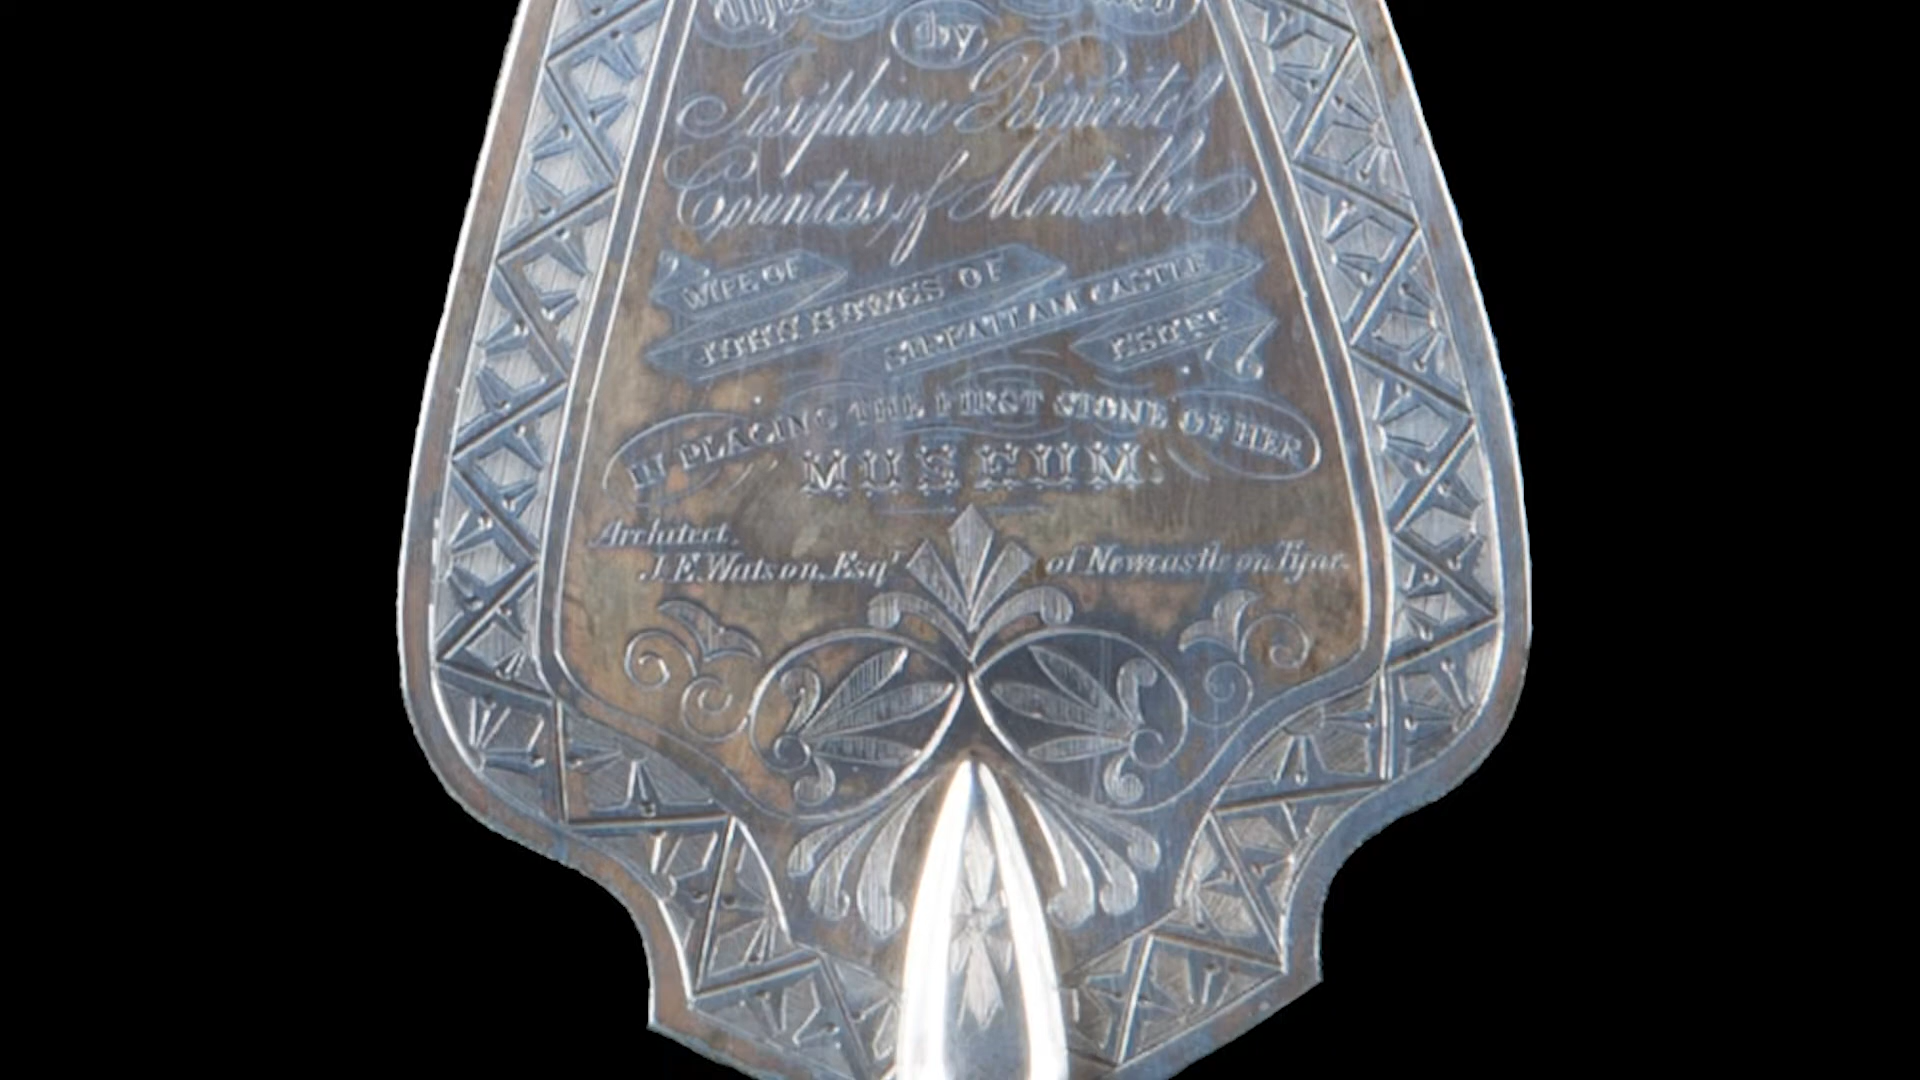 by
Josephine Benoite
Countess of Montalbo
WIFE OF
JOHN BOWES OF
STREATLAM CASTLE
ESQRE
IN PLACING THE FIRST STONE OF HER
MUSEUM:
Architect.
J.E. Watson, Esqr of Newcastle on Tyne.